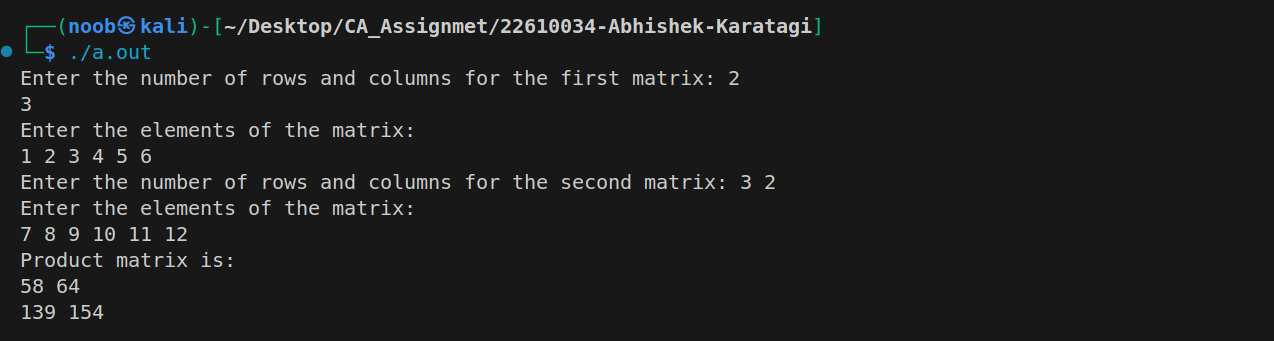 ┌──(noob㉿kali)-[~/Desktop/CA_Assignmet/22610034-Abhishek-Karatagi]
└─$ ./a.out
Enter the number of rows and columns for the first matrix: 2
3
Enter the elements of the matrix:
1 2 3 4 5 6
Enter the number of rows and columns for the second matrix: 3 2
Enter the elements of the matrix:
7 8 9 10 11 12
Product matrix is:
58 64
139 154